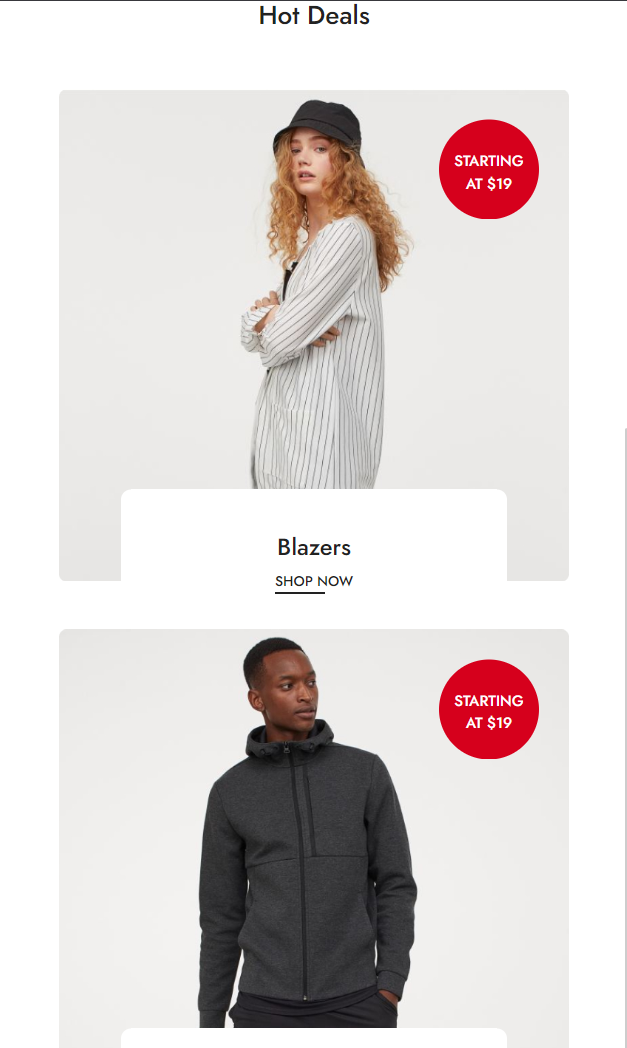 Hot Deals
STARTING
AT $19
Blazers
SHOP NOW
STARTING
AT $19